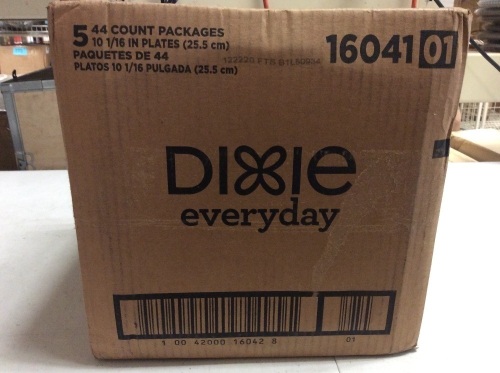 5 44 COUNT PACKAGES
10 1/16 IN PLATES (25.5 cm)
PAQUETES DE 44
PLATOS 10 1/16 PULGADA (25.5 cm)
16041 01
DIXIE
everyday
1 00 42000 16042 8
01